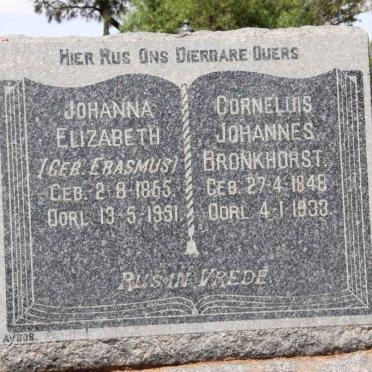 HIER RUS ONS DIERBARE OUERS
JOHANNA
ELIZABETH
(GEB. ERASMUS)
GEB. 2-8-1865
OORL. 13-5-1951
CORNELIUS
JOHANNES
BRONKHORST
GEB. 27-4-1848
OORL. 4-1-1933.
RUS IN VREDE